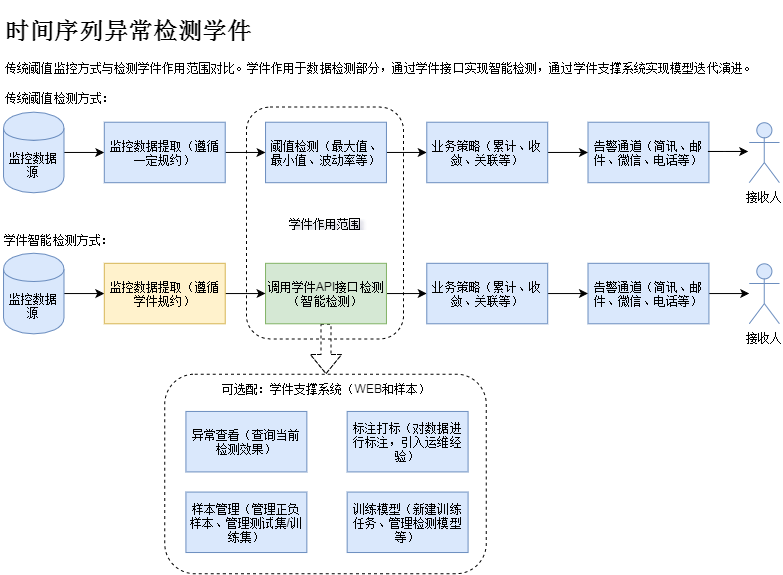 时间序列异常检测学件
传统阈值监控方式与检测学件作用范围对比。学件作用于数据检测部分，通过学件接口实现智能检测，通过学件支撑系统实现模型迭代演进。
传统阈值检测方式：
监控数据
源
监控数据提取（遵循
一定规约）
阈值检测（最大值、
最小值、波动率等）
业务策略（累计、收
敛、关联等）
告警通道（简讯、邮
件、微信、电话等）
接收人
学件作用范围
学件智能检测方式：
监控数据
源
监控数据提取（遵循
学件规约）
调用学件API接口检测
（智能检测）
业务策略（累计、收
敛、关联等）
告警通道（简讯、邮
件、微信、电话等）
接收人
可选配：学件支撑系统（WEB和样本）
异常查看（查询当前
检测效果）
标注打标（对数据进
行标注，引入运维经
验）
样本管理（管理正负
样本、管理测试集/训
练集）
训练模型（新建训练
任务、管理检测模型
等）